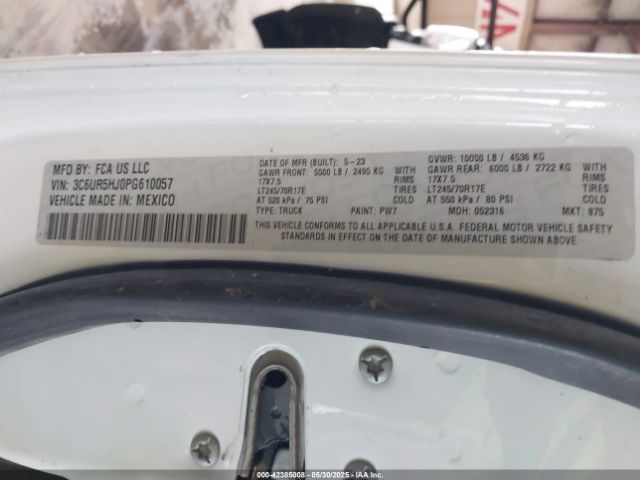 MFD BY: FCA US LLC
VIN: 3C6UR5HJ0PG610057
VEHICLE MADE IN: MEXICO
DATE OF MFR (BUILT): 5-23
GAWR FRONT: 5500 LB / 2495 KG WITH
17X7.5 RIMS
LT245/70R17E TIRES
AT 520 kPa / 75 PSI COLD
TYPE: TRUCK PAINT: PW7
GVWR: 10000 LB / 4536 KG
GAWR REAR: 6000 LB / 2722 KG WITH
17X7.5 RIMS
LT245/70R17E TIRES
AT 550 kPa / 80 PSI COLD
MDH: 052316 MKT: 875
THIS VEHICLE CONFORMS TO ALL APPLICABLE U.S.A. FEDERAL MOTOR VEHICLE SAFETY
STANDARDS IN EFFECT ON THE DATE OF MANUFACTURE SHOWN ABOVE.
000-42385008 05/30/2025 IAA Inc.